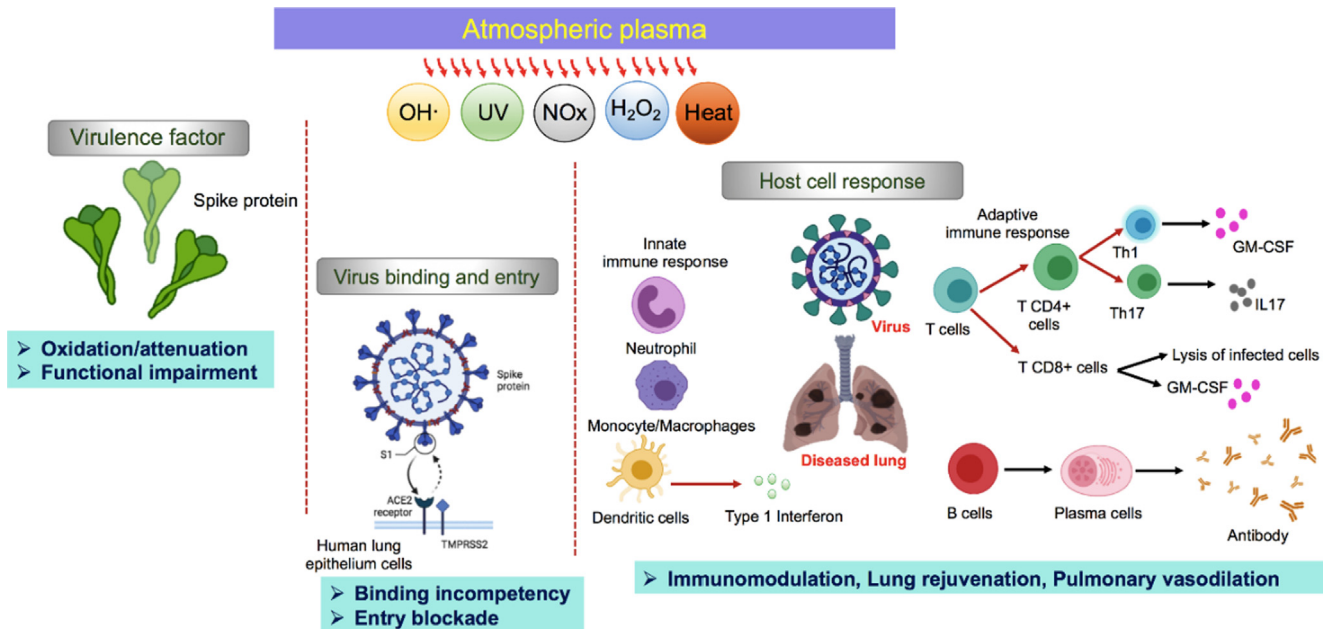 Atmospheric plasma
OH·
UV
NOx
H₂O₂
Heat
Virulence factor
Spike protein
➢ Oxidation/attenuation
➢ Functional impairment
Virus binding and entry
Spike
protein
S1
ACE2
receptor
TMPRSS2
Human lung
epithelium cells
➢ Binding incompetency
➢ Entry blockade
Host cell response
Innate
immune response
Neutrophil
Monocyte/Macrophages
Dendritic cells
Type 1 Interferon
Virus
Diseased lung
Adaptive
immune response
T cells
T CD4+
cells
Th1
GM-CSF
Th17
IL17
T CD8+ cells
Lysis of infected cells
GM-CSF
B cells
Plasma cells
Antibody
➢ Immunomodulation, Lung rejuvenation, Pulmonary vasodilation